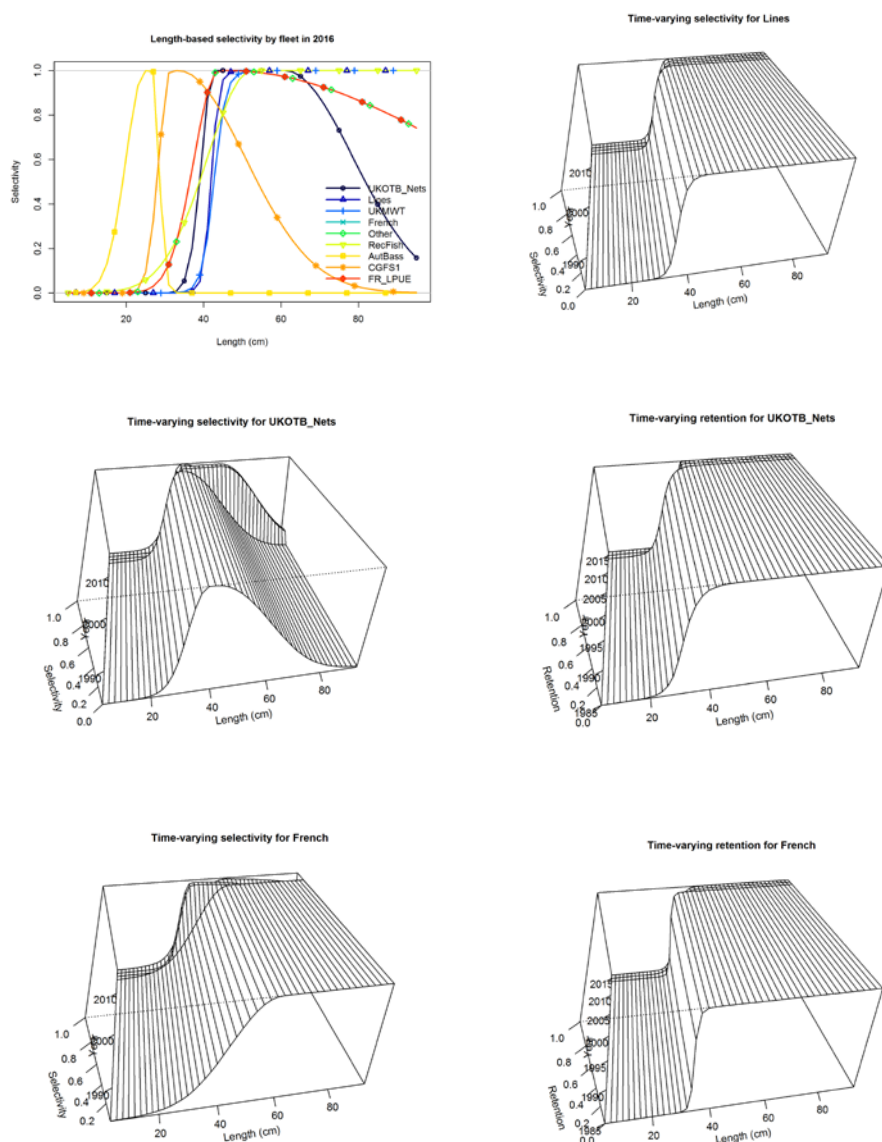 Length-based selectivity by fleet in 2016
1.0
0.8
0.6
0.4
0.2
0.0
Selectivity
UKOTB_Nets
Lines
UKMWT
French
Other
RecFish
AutBass
CGFS1
FR_LPUE
20 40 60 80
Length (cm)
Time-varying selectivity for Lines
2010
2000
1990
Year
1.0
0.8
0.6
0.4
0.2
0.0
Selectivity
20 40 60 80
Length (cm)
Time-varying selectivity for UKOTB_Nets
2010
2000
1990
Year
1.0
0.8
0.6
0.4
0.2
0.0
Selectivity
20 40 60 80
Length (cm)
Time-varying retention for UKOTB_Nets
2015
2010
2005
2000
1995
1990
1985
Year
1.0
0.8
0.6
0.4
0.2
0.0
Retention
20 40 60 80
Length (cm)
Time-varying selectivity for French
2010
2000
1990
Year
1.0
0.8
0.6
0.4
0.2
Selectivity
20 40 60 80
Length (cm)
Time-varying retention for French
2015
2010
2005
2000
1995
1990
1985
Year
1.0
0.8
0.6
0.4
0.2
0.0
Retention
20 40 60 80
Length (cm)